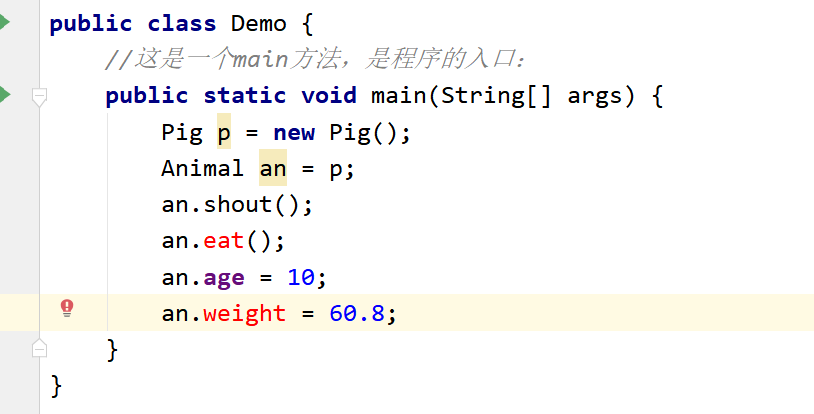 public class Demo {
//这是一个main方法，是程序的入口：
public static void main(String[] args) {
Pig p = new Pig();
Animal an = p;
an.shout();
an.eat();
an.age = 10;
an.weight = 60.8;
}
}